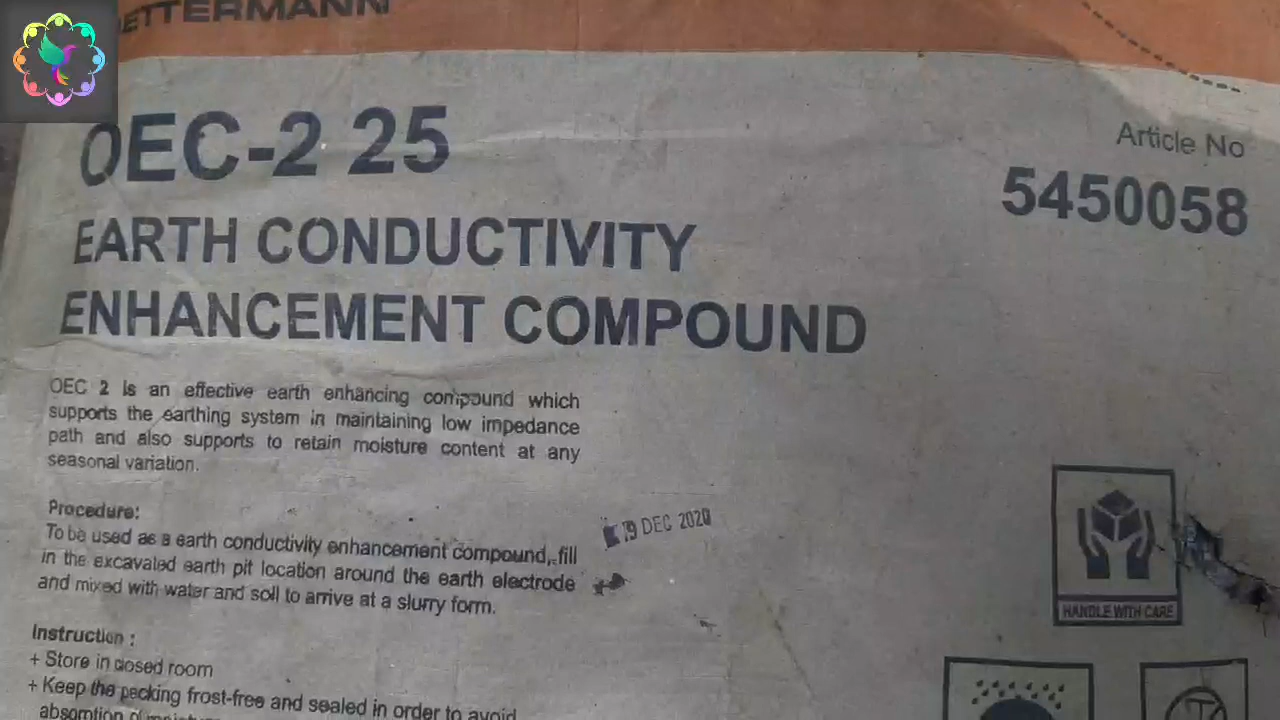 ETTERMANN
OEC-2 25
Article No
5450058
EARTH CONDUCTIVITY
ENHANCEMENT COMPOUND
OEC 2 is an effective earth enhancing compound which
supports the earthing system in maintaining low impedance
path and also supports to retain moisture content at any
seasonal variation.
Procedure:
To be used as a earth conductivity enhancement compound, fill
in the excavated earth pit location around the earth electrode
and mixed with water and soil to arrive at a slurry form.
19 DEC 2020
HANDLE WITH CARE
Instruction :
+ Store in closed room
+ Keep the packing frost-free and sealed in order to avoid
absorption of